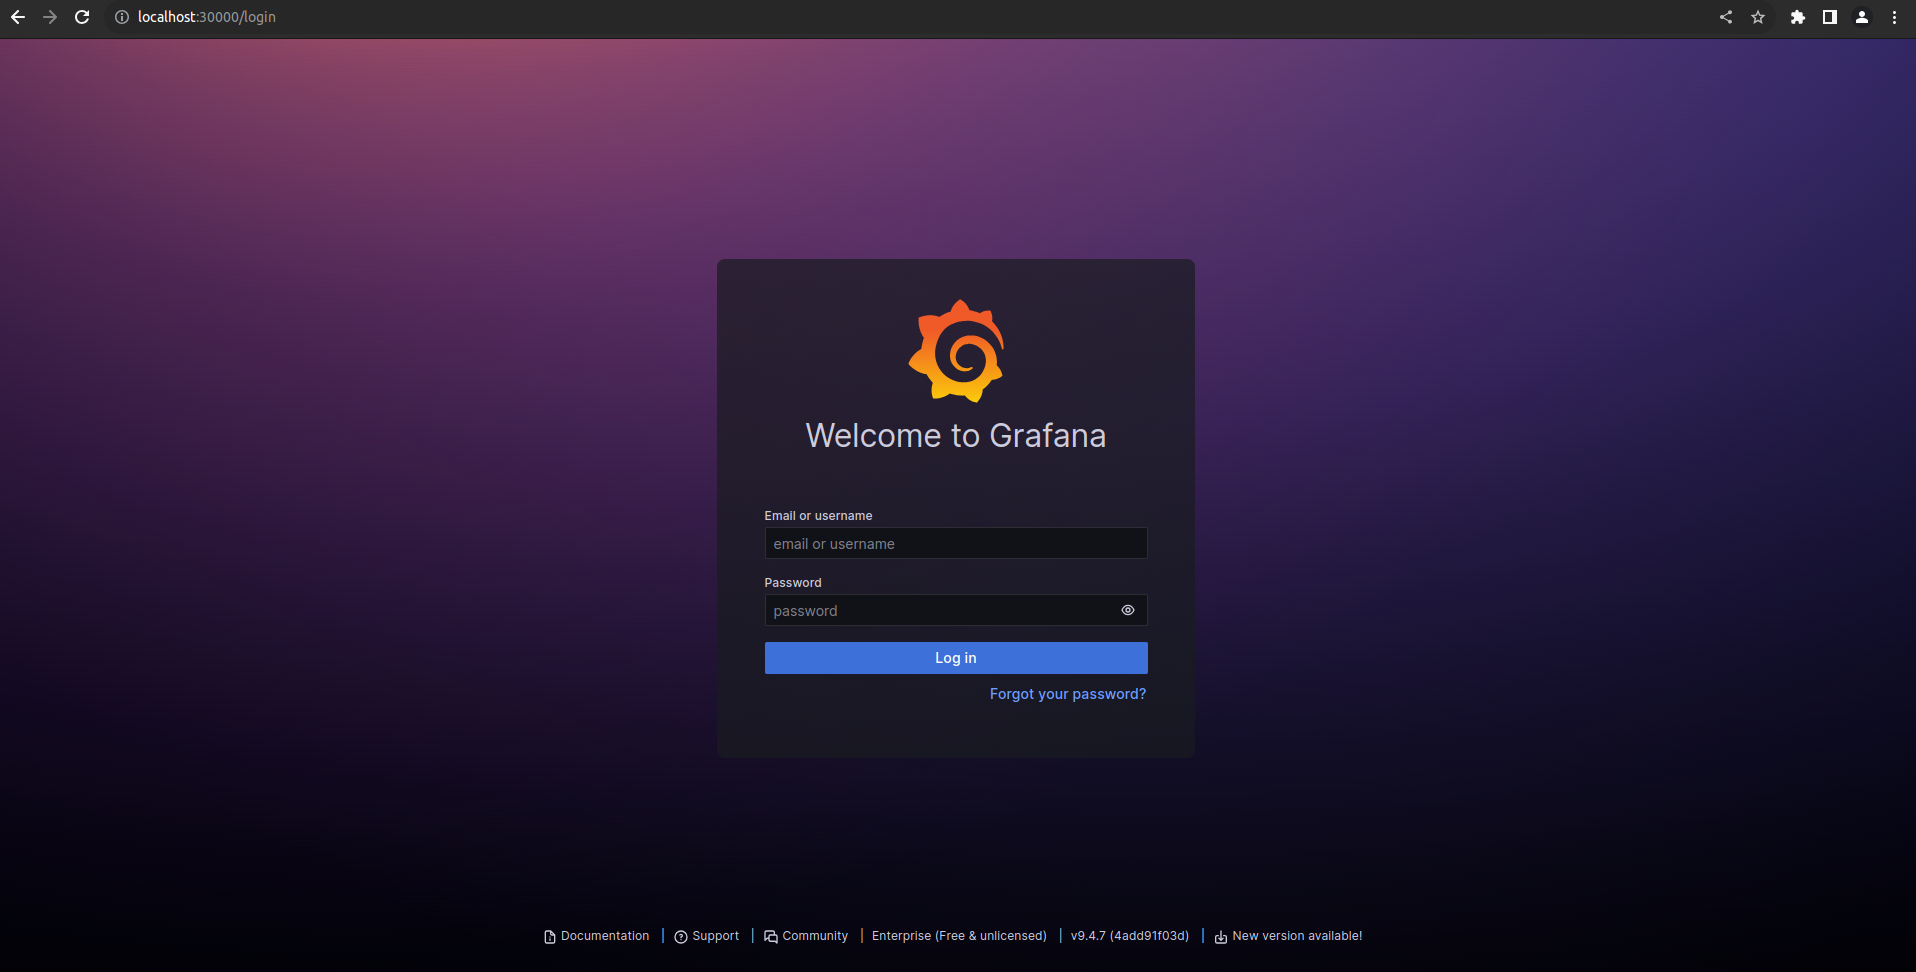 localhost:30000/login
Welcome to Grafana
Email or username
email or username
Password
password
Log in
Forgot your password?
Documentation | Support | Community | Enterprise (Free & unlicensed) | v9.4.7 (4add91f03d) | New version available!